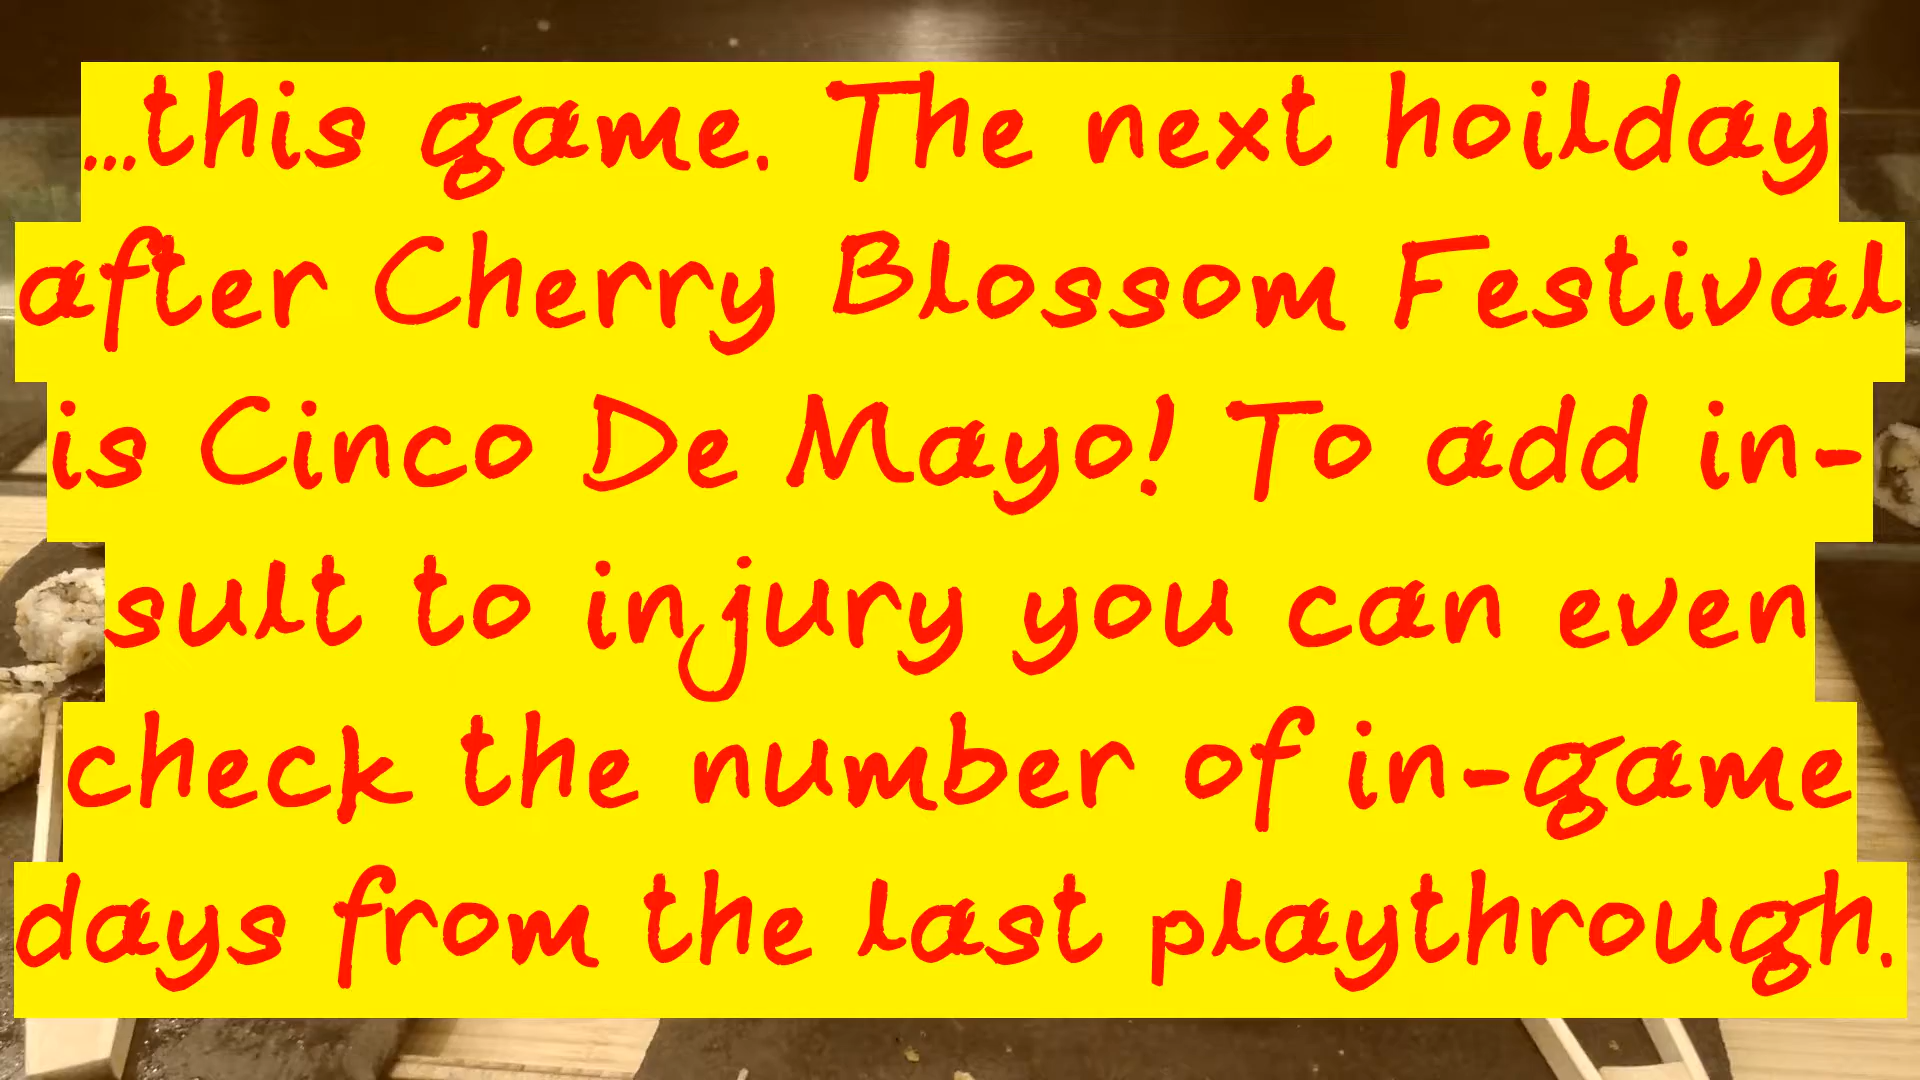 ...this game. The next hoilday
after Cherry Blossom Festival
is Cinco De Mayo! To add in-
sult to injury you can even
check the number of in-game
days from the last playthrough.